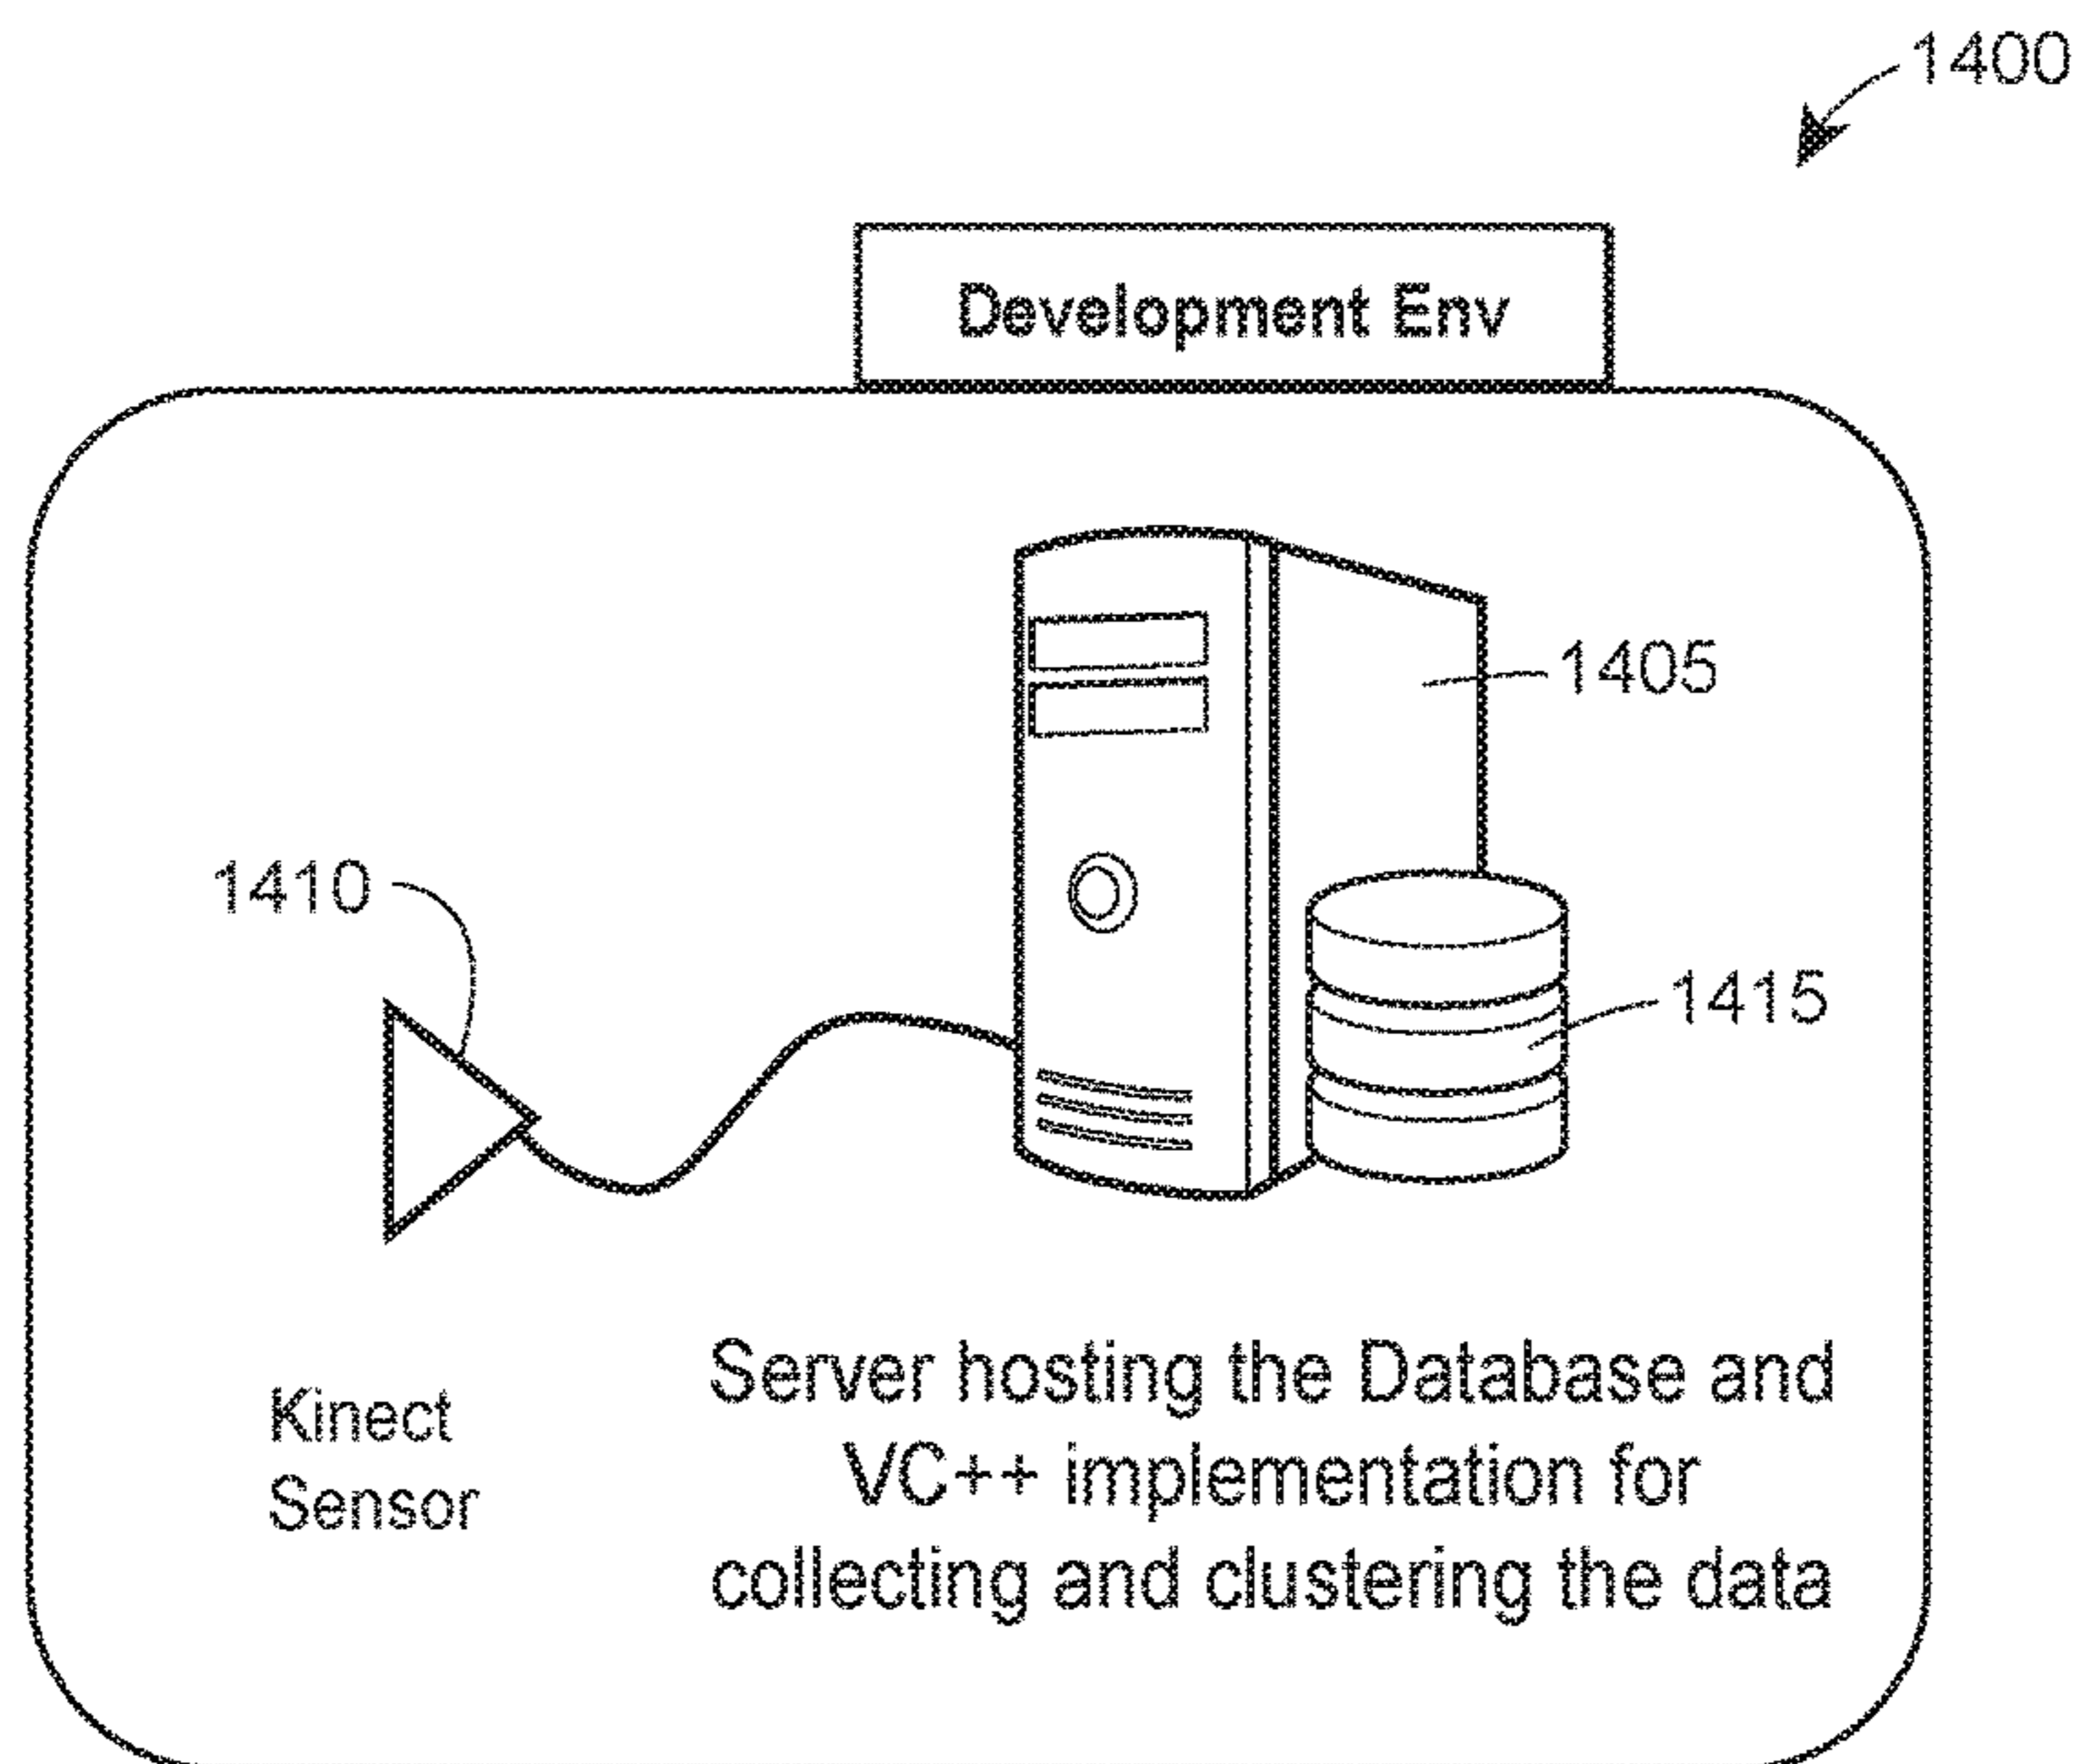 1400
Development Env
1405
1410
1415
Kinect
Sensor
Server hosting the Database and
VC++ implementation for
collecting and clustering the data